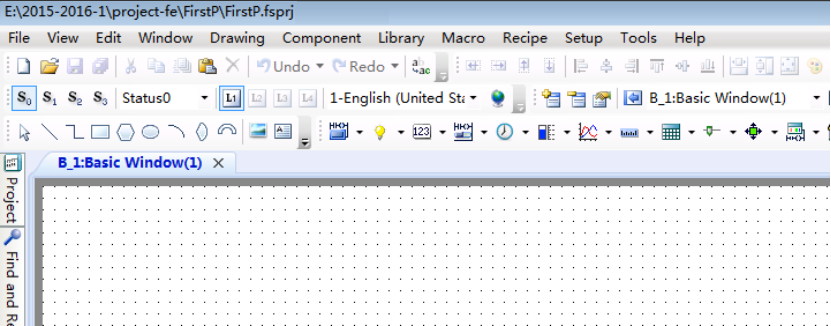 E:\2015-2016-1\project-fe\FirstP\FirstP.fsprj
File View Edit Window Drawing Component Library Macro Recipe Setup Tools Help
Undo Redo
S0 S1 S2 S3 Status0 L1 L2 L3 L4 1-English (United Sta B_1:Basic Window(1)
123
B_1:Basic Window(1)
Project
Find and Re